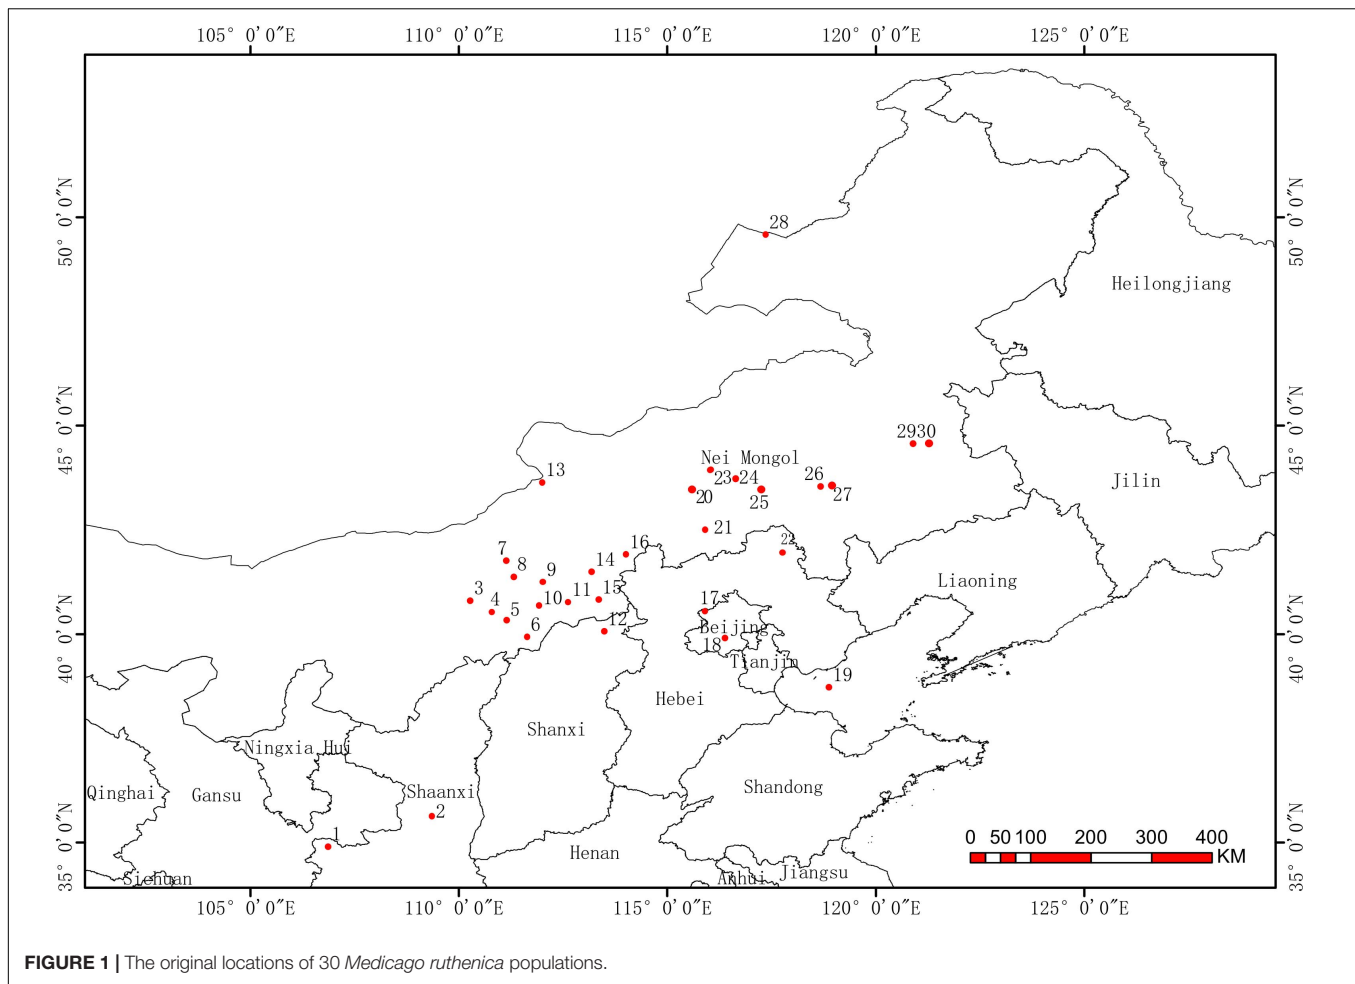 105° 0'0"E 110° 0'0"E 115° 0'0"E 120° 0'0"E 125° 0'0"E
50° 0'0"N
45° 0'0"N
40° 0'0"N
35° 0'0"N
50° 0'0"N
45° 0'0"N
40° 0'0"N
35° 0'0"N
28
Heilongjiang
2930
Nei Mongol
13
23 24
26
Jilin
20
25
27
21
22
16
7
8
14
9
Liaoning
3
4
10
11
15
5
17
6
12
Beijing
18
Tianjin
19
Hebei
Shanxi
Ningxia Hui
Qinghai
Gansu
Shaanxi
Shandong
2
1
0 50 100 200 300 400
KM
Henan
Sichuan
Anhui
Jiangsu
105° 0'0"E 110° 0'0"E 115° 0'0"E 120° 0'0"E 125° 0'0"E
FIGURE 1 | The original locations of 30 Medicago ruthenica populations.